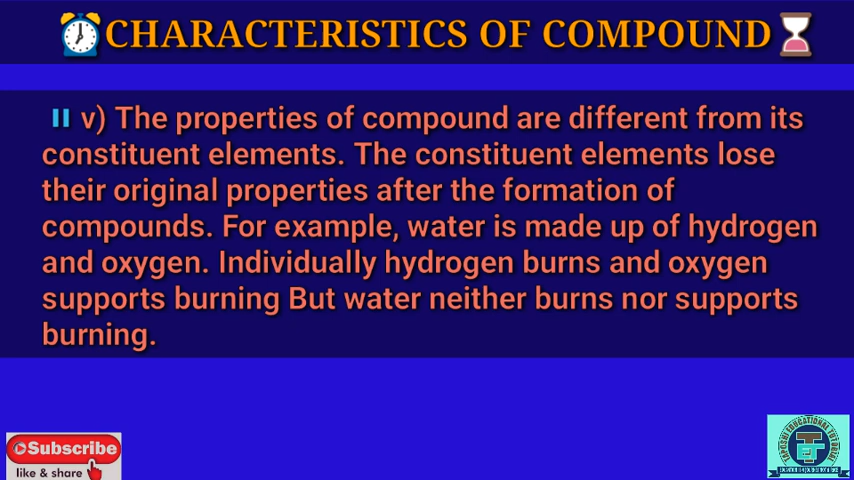 CHARACTERISTICS OF COMPOUND
v) The properties of compound are different from its
constituent elements. The constituent elements lose
their original properties after the formation of
compounds. For example, water is made up of hydrogen
and oxygen. Individually hydrogen burns and oxygen
supports burning But water neither burns nor supports
burning.
Subscribe
like & share